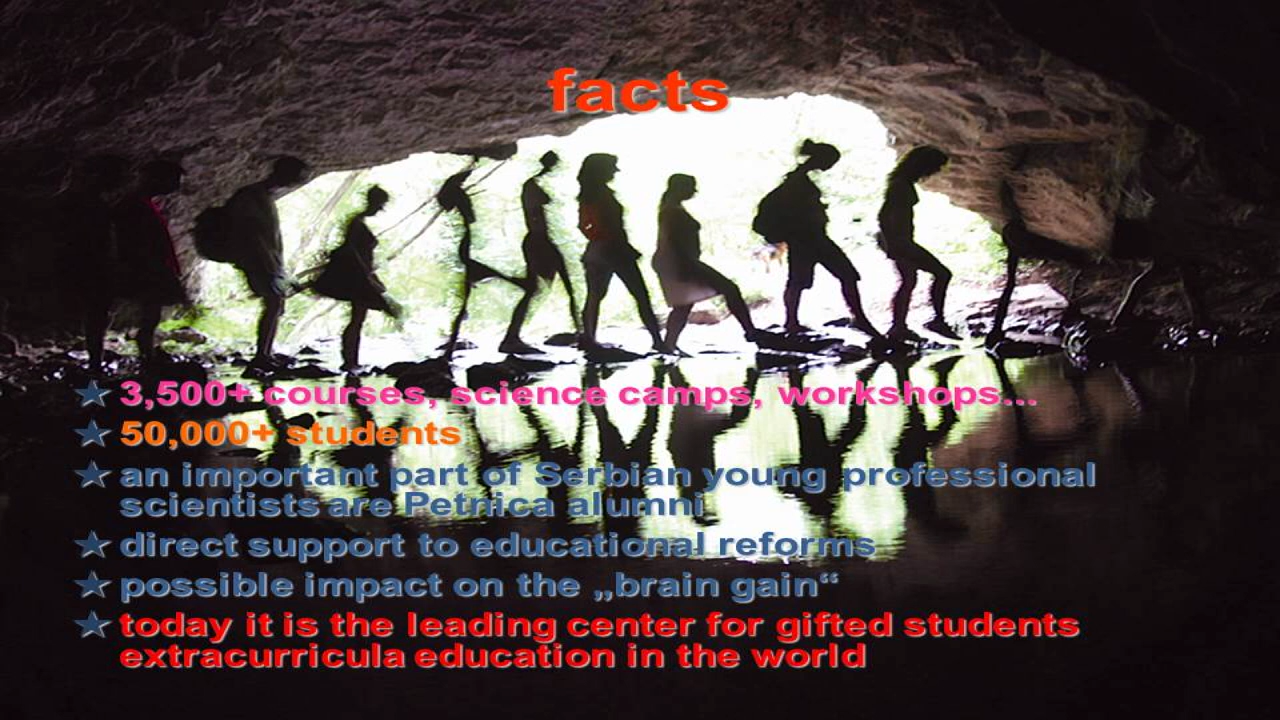 facts
3,500+ courses, science camps, workshops...
50,000+ students
an important part of Serbian young professional
scientists are Petnica alumni
direct support to educational reforms
possible impact on the „brain gain“
today it is the leading center for gifted students
extracurricula education in the world